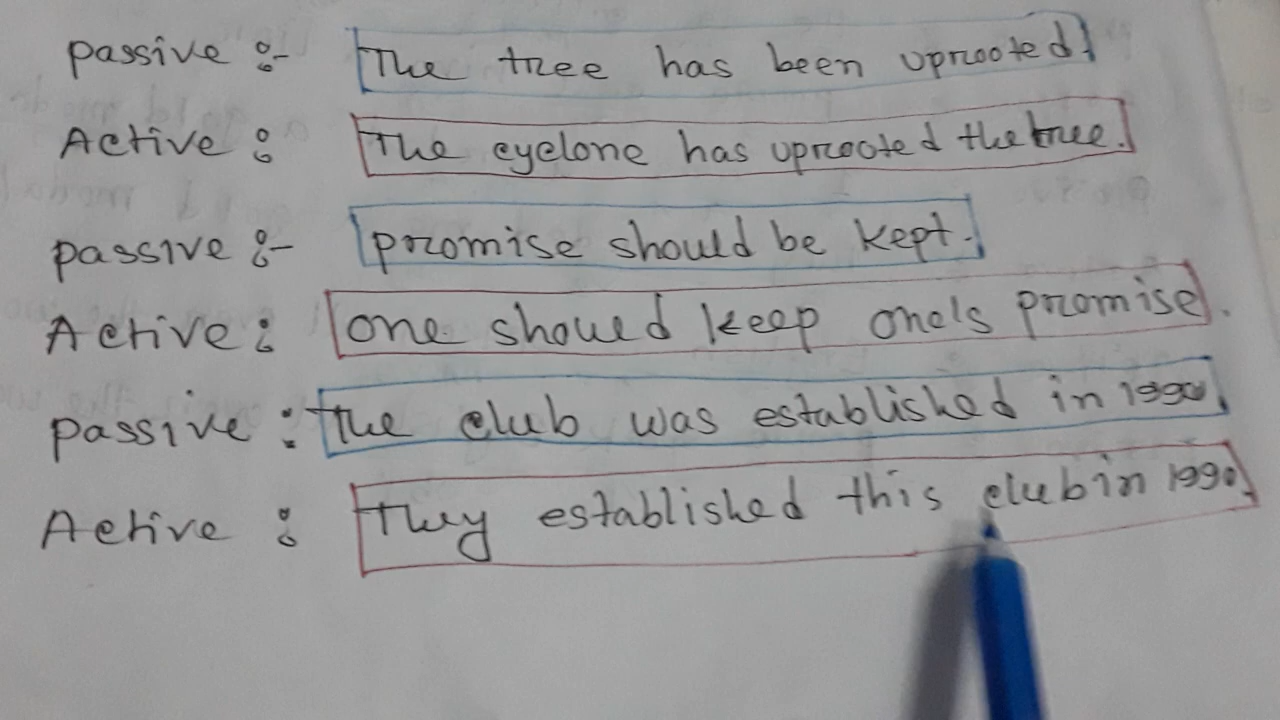 passive :- The tree has been uprooted.
Active : The cyclone has uprooted the tree.
passive :- promise should be kept.
Active : one should keep one's promise.
passive : The club was established in 1990.
Active : They established this club in 1990.